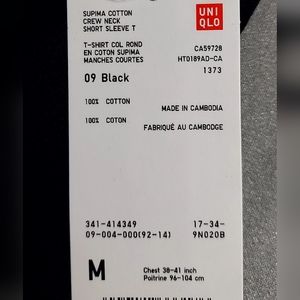 SUPIMA COTTON
CREW NECK
SHORT SLEEVE T
UNI
QLO
T-SHIRT COL ROND
EN COTON SUPIMA
MANCHES COURTES
CA59728
HT0189AD-CA
1373
09 Black
100% COTTON
MADE IN CAMBODIA
100% COTON
FABRIQUÉ AU CAMBODGE
341-414349
17-34-
09-004-000(92-14)
9N020B
M
Chest 38-41 inch
Poitrine 96-104 cm